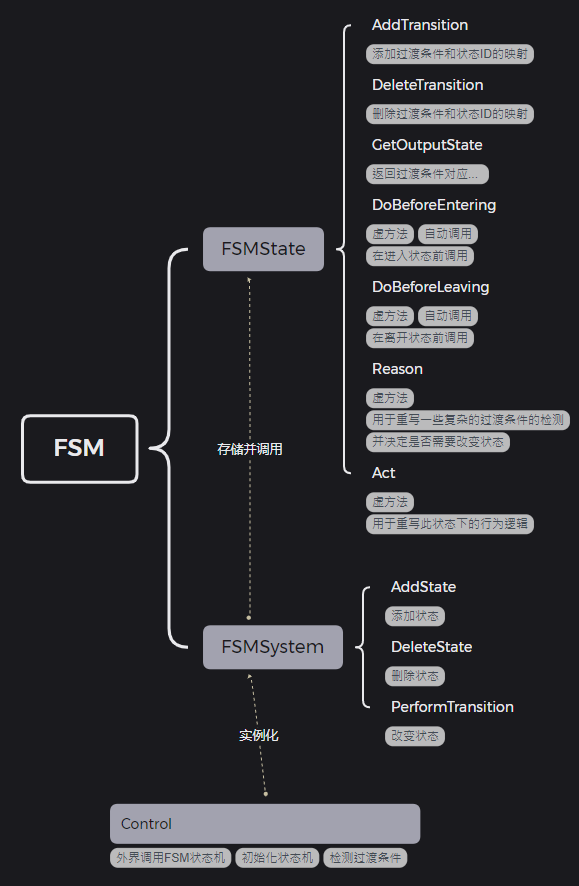 FSM
FSMState
AddTransition
添加过渡条件和状态ID的映射
DeleteTransition
删除过渡条件和状态ID的映射
GetOutputState
返回过渡条件对应...
DoBeforeEntering
虚方法 自动调用
在进入状态前调用
DoBeforeLeaving
虚方法 自动调用
在离开状态前调用
Reason
虚方法
用于重写一些复杂的过渡条件的检测
并决定是否需要改变状态
Act
虚方法
用于重写此状态下的行为逻辑
存储并调用
FSMSystem
AddState
添加状态
DeleteState
删除状态
PerformTransition
改变状态
实例化
Control
外界调用FSM状态机 初始化状态机 检测过渡条件